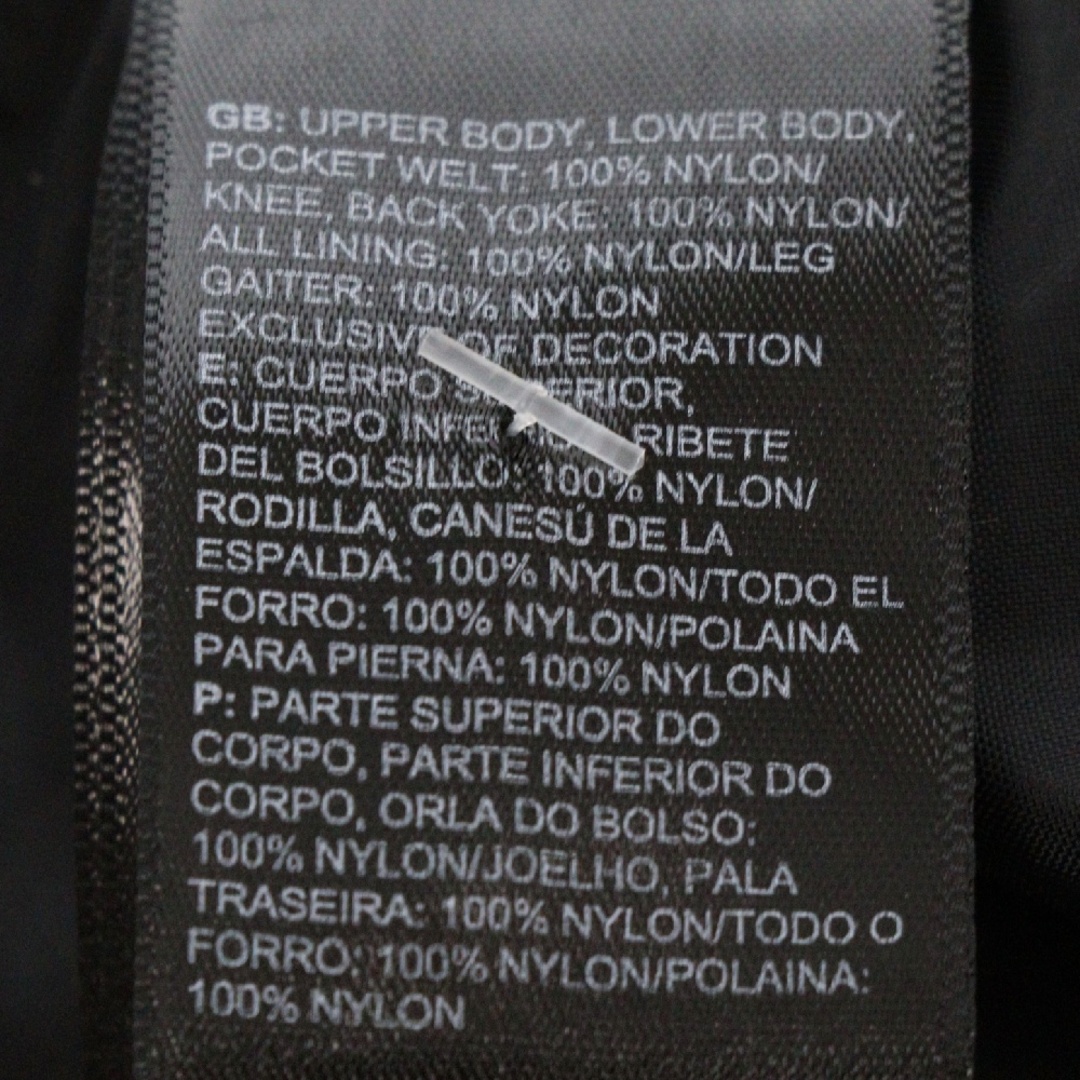 GB: UPPER BODY, LOWER BODY,
POCKET WELT: 100% NYLON/
KNEE, BACK YOKE: 100% NYLON/
ALL LINING: 100% NYLON/LEG
GAITER: 100% NYLON
EXCLUSIVE OF DECORATION
E: CUERPO SUPERIOR,
CUERPO INFERIOR, RIBETE
DEL BOLSILLO: 100% NYLON/
RODILLA, CANESÚ DE LA
ESPALDA: 100% NYLON/TODO EL
FORRO: 100% NYLON/POLAINA
PARA PIERNA: 100% NYLON
P: PARTE SUPERIOR DO
CORPO, PARTE INFERIOR DO
CORPO, ORLA DO BOLSO:
100% NYLON/JOELHO, PALA
TRASEIRA: 100% NYLON/TODO O
FORRO: 100% NYLON/POLAINA:
100% NYLON